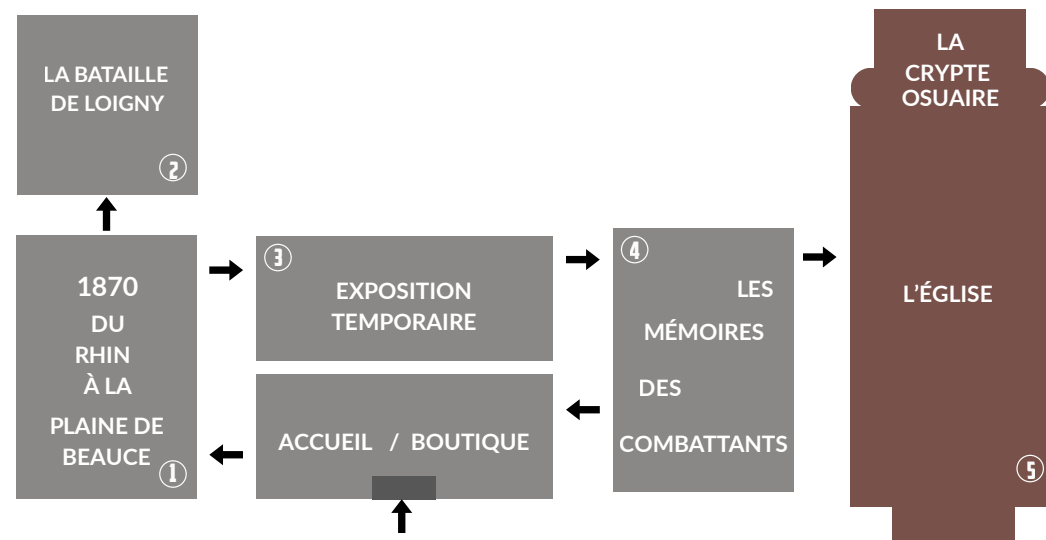 LA BATAILLE
DE LOIGNY
2
1870
DU
RHIN
À LA
PLAINE DE
BEAUCE
1
3
EXPOSITION
TEMPORAIRE
ACCUEIL / BOUTIQUE
4
LES
MÉMOIRES
DES
COMBATTANTS
LA
CRYPTE
OSUAIRE
L'ÉGLISE
5